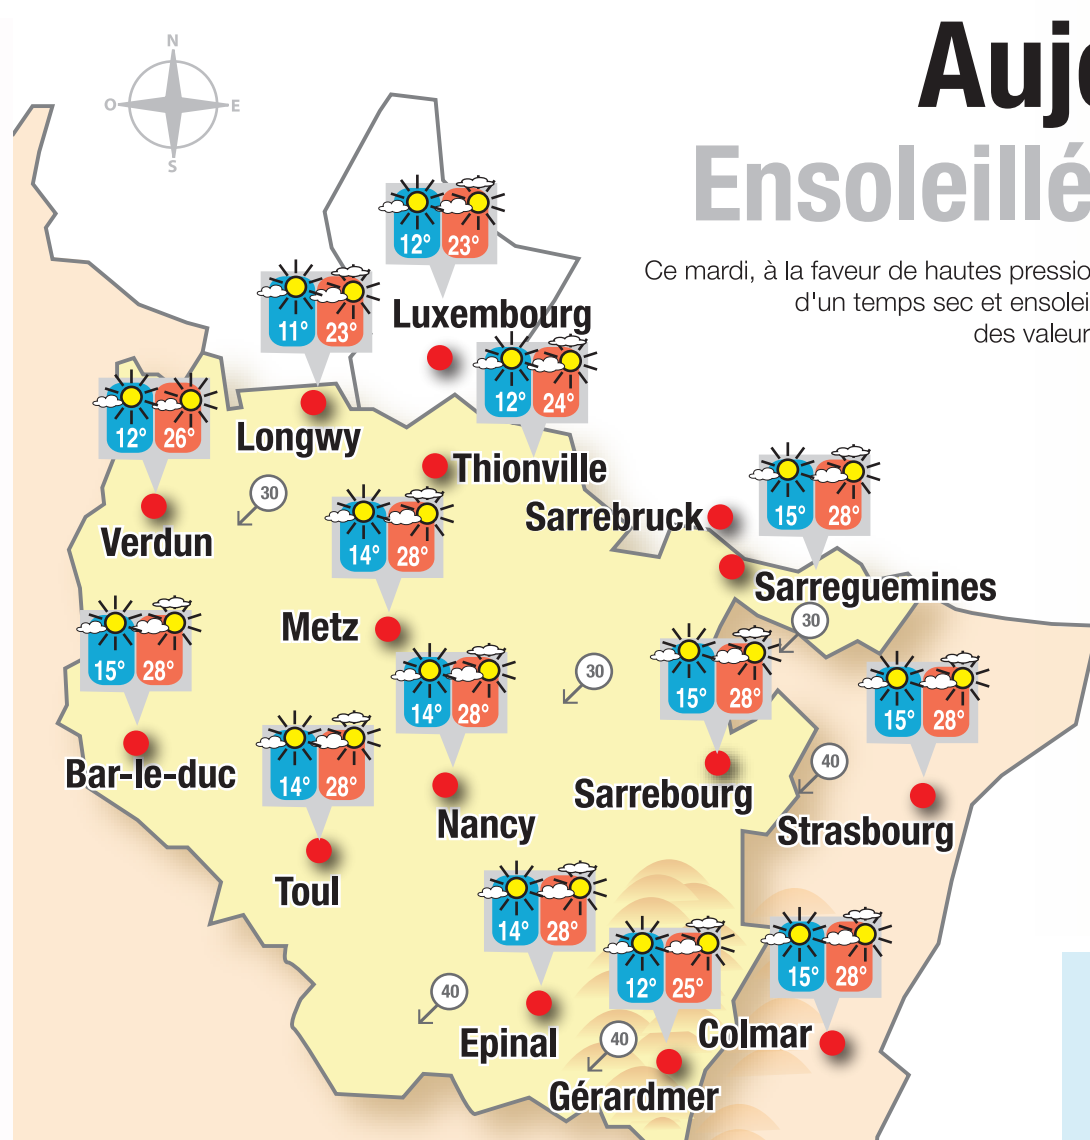 Aujo
Ensoleillé
Ce mardi, à la faveur de hautes pressio
d'un temps sec et ensolei
des valeur
N
O
E
S
12° 23°
Luxembourg
11° 23°
Longwy
12° 24°
Thionville
12° 26°
Verdun
30
14° 28°
Metz
Sarrebruck
15° 28°
Sarreguemines
30
15° 28°
Bar-le-duc
14° 28°
Nancy
30
15° 28°
Sarrebourg
15° 28°
Strasbourg
40
14° 28°
Toul
14° 28°
Epinal
40
12° 25°
Gérardmer
40
15° 28°
Colmar